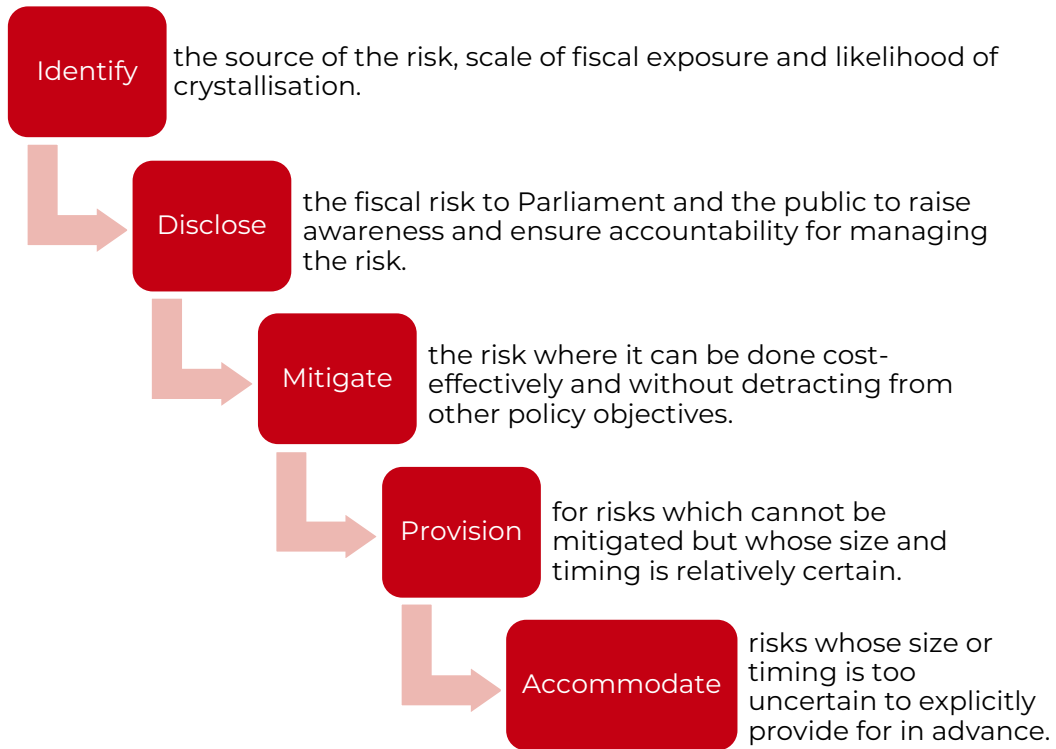 Identify
the source of the risk, scale of fiscal exposure and likelihood of
crystallisation.
Disclose
the fiscal risk to Parliament and the public to raise
awareness and ensure accountability for managing
the risk.
Mitigate
the risk where it can be done cost-
effectively and without detracting from
other policy objectives.
Provision
for risks which cannot be
mitigated but whose size and
timing is relatively certain.
Accommodate
risks whose size or
timing is too
uncertain to explicitly
provide for in advance.